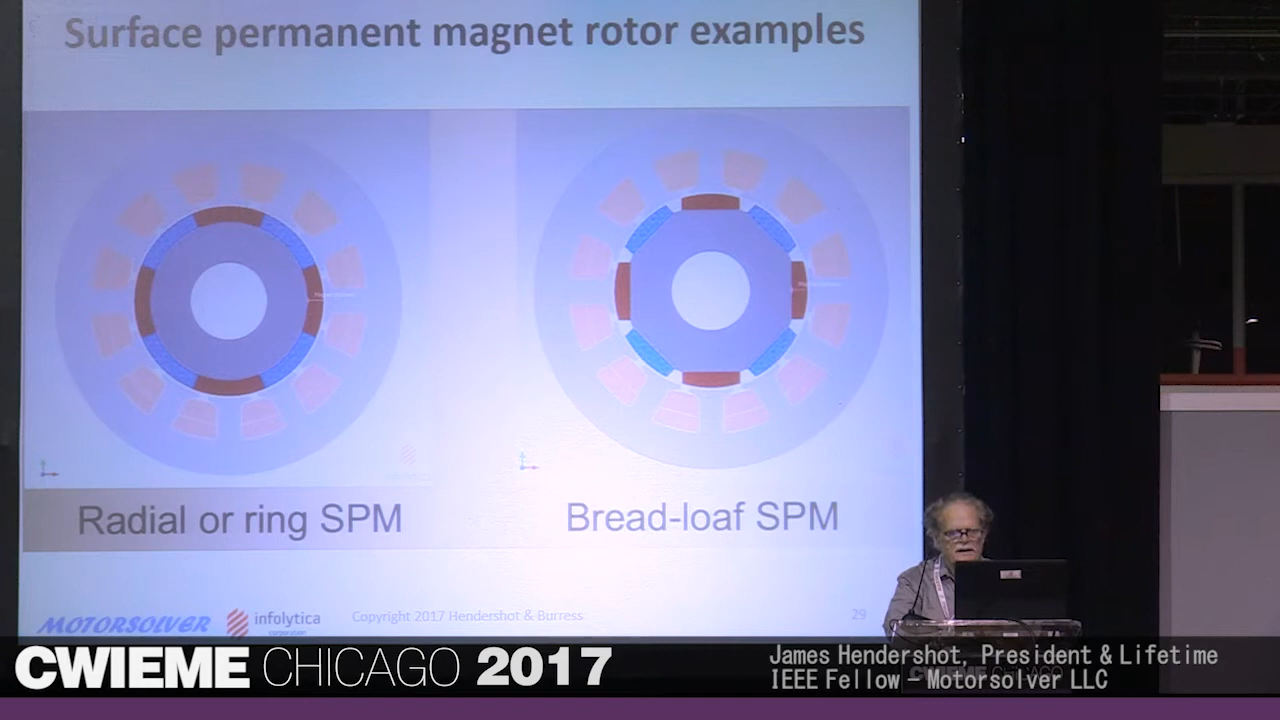 Surface permanent magnet rotor examples
Radial or ring SPM
Bread-loaf SPM
MOTORSOLVER
infolytica
corporation
Copyright 2017 Hendershot & Burress
29
CWIEME CHICAGO 2017
James Hendershot, President & Lifetime
IEEE Fellow - Motorsolver LLC